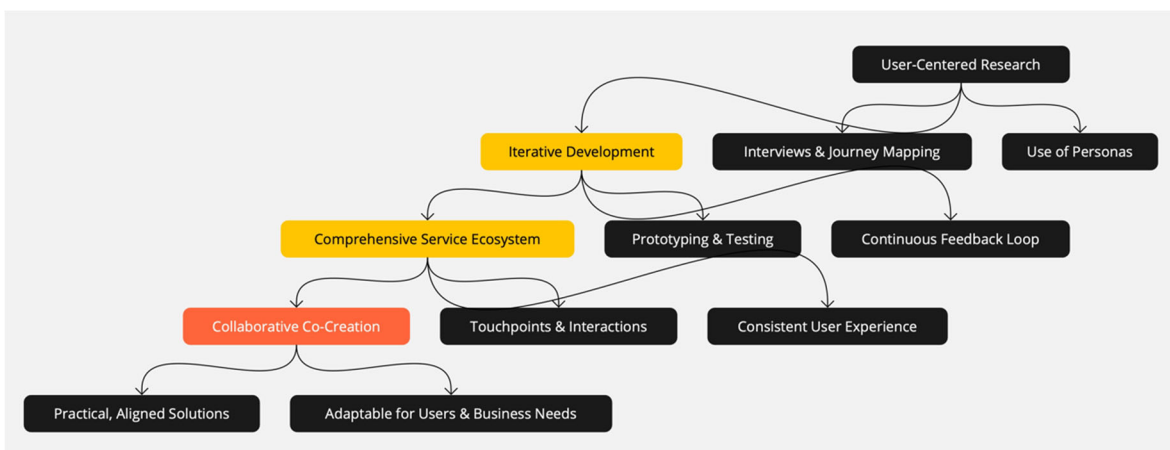 User-Centered Research
Iterative Development
Interviews & Journey Mapping
Use of Personas
Comprehensive Service Ecosystem
Prototyping & Testing
Continuous Feedback Loop
Collaborative Co-Creation
Touchpoints & Interactions
Consistent User Experience
Practical, Aligned Solutions
Adaptable for Users & Business Needs